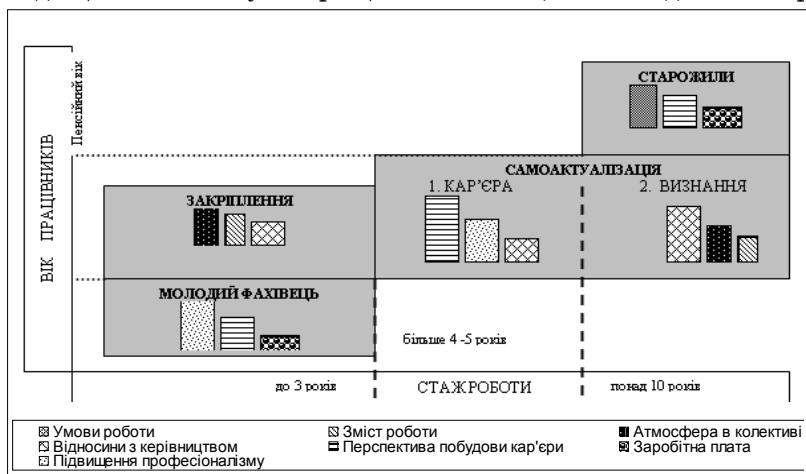 СТАРОЖИЛИ
Пенсійний вік
ВІК ПРАЦІВНИКІВ
САМОАКТУАЛІЗАЦІЯ
1. КАР'ЄРА
2. ВИЗНАННЯ
ЗАКРІПЛЕННЯ
МОЛОДИЙ ФАХІВЕЦЬ
більше 4 -5 років
до 3 років
СТАЖ РОБОТИ
понад 10 років
Умови роботи
Зміст роботи
Атмосфера в колективі
Відносини з керівництвом
Перспектива побудови кар'єри
Заробітна плата
Підвищення професіоналізму